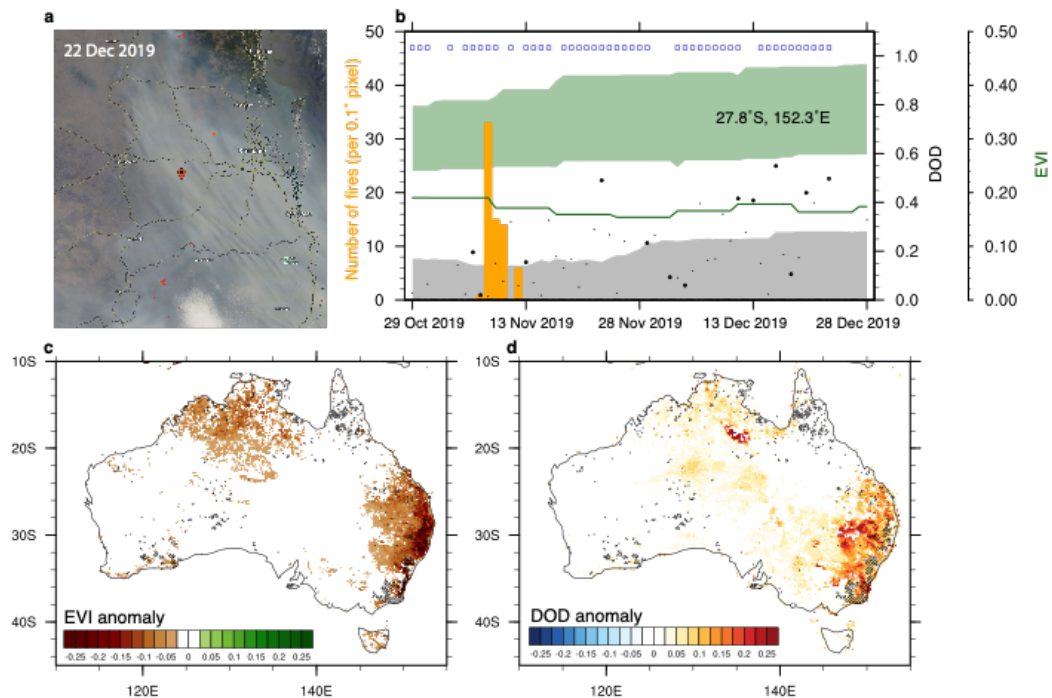 a
22 Dec 2019
b
50
40
30
20
10
0
Number of fires (per 0.1˚ pixel)
27.8˚S, 152.3˚E
1.0
0.8
0.6
0.4
0.2
0.0
DOD
0.50
0.40
0.30
0.20
0.10
0.00
EVI
29 Oct 2019 13 Nov 2019 28 Nov 2019 13 Dec 2019 28 Dec 2019
c
10S
20S
30S
40S
EVI anomaly
-0.25 -0.2 -0.15 -0.1 -0.05 0 0.05 0.1 0.15 0.2 0.25
120E 140E
d
10S
20S
30S
40S
DOD anomaly
-0.25 -0.2 -0.15 -0.1 -0.05 0 0.05 0.1 0.15 0.2 0.25
120E 140E